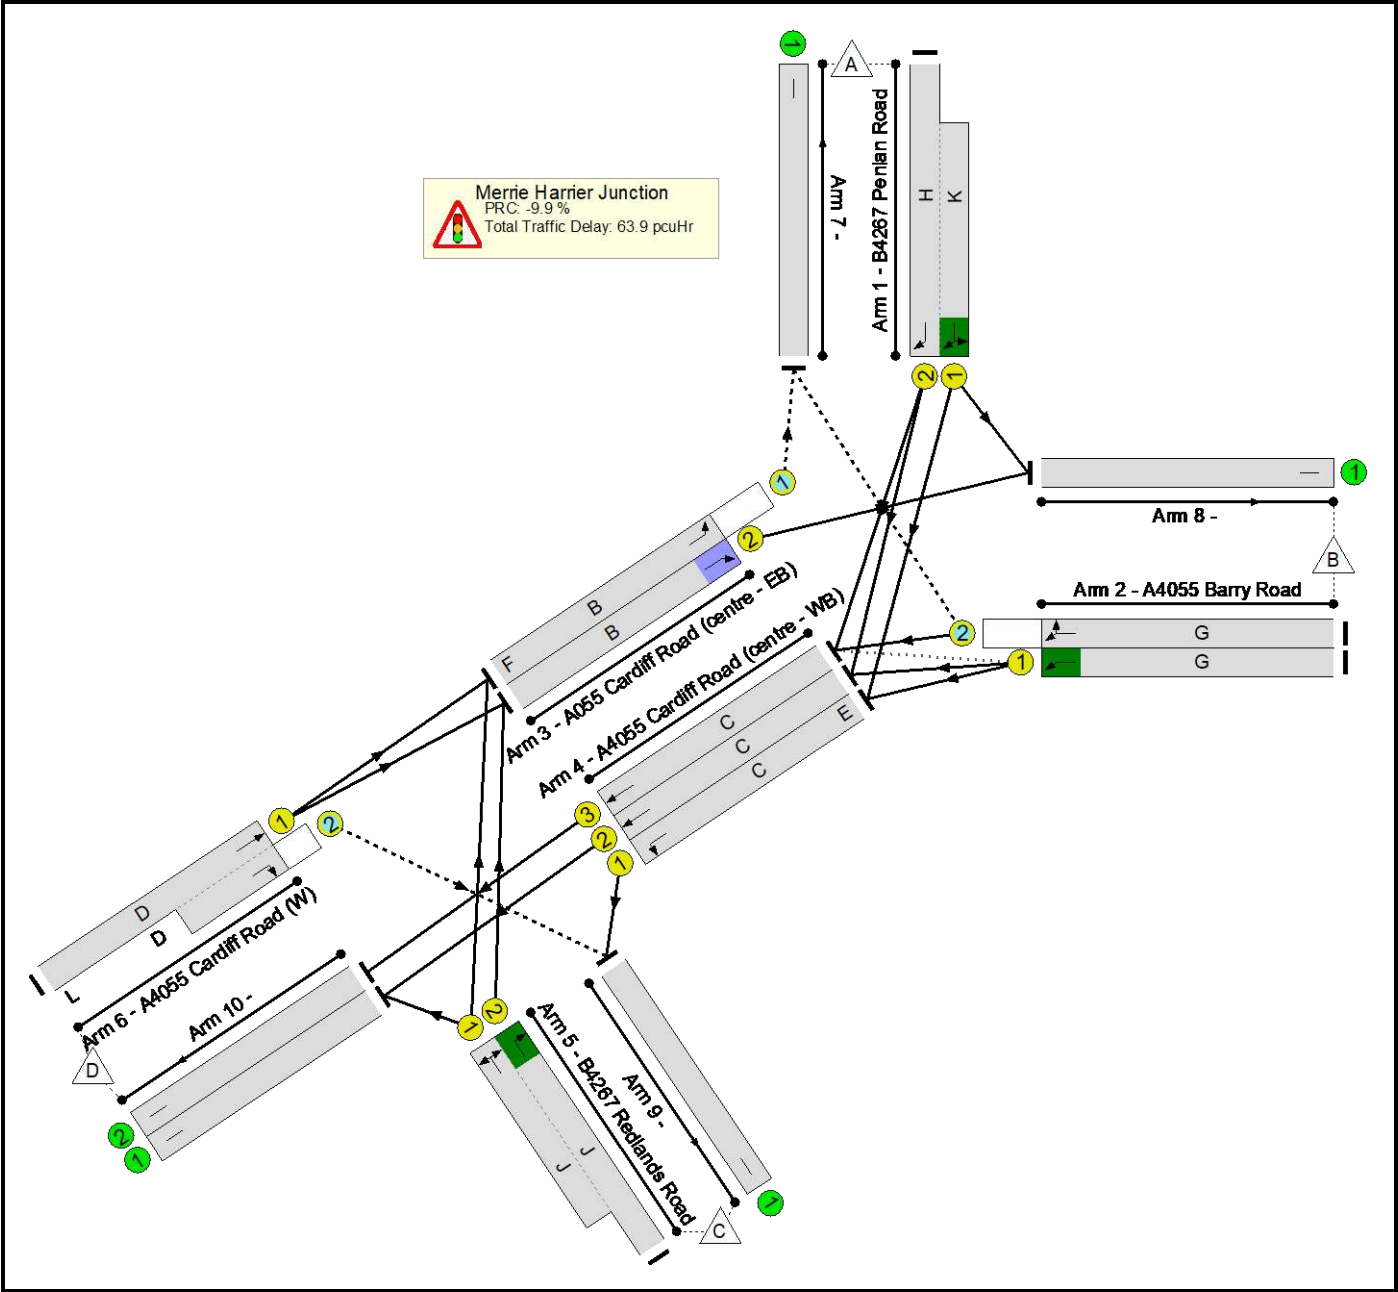 1
A
Arm 7 -
Arm 1 - B4267 Penlan Road
H
K
Merrie Harrier Junction
PRC: -9.9 %
Total Traffic Delay: 63.9 pcuHr
2
1
1
Arm 8 -
1
B
2
B
B
F
Arm 3 - A055 Cardiff Road (centre - EB)
Arm 2 - A4055 Barry Road
G
G
2
1
Arm 4 - A4055 Cardiff Road (centre - WB)
C
C
C
E
3
2
1
1
2
D
D
L
Arm 6 - A4055 Cardiff Road (W)
Arm 10 -
D
2
1
1
2
Arm 5 - B4267 Redlands Road
J
J
Arm 9 -
C
1